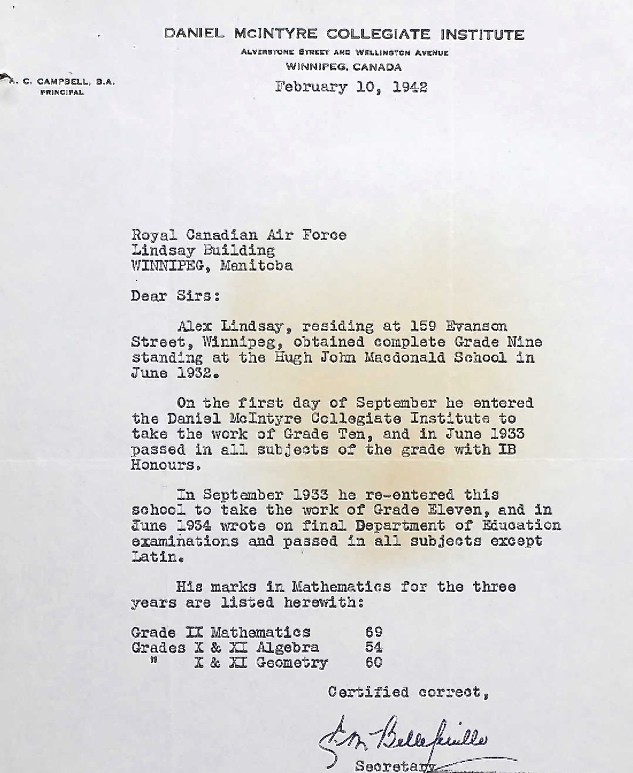 DANIEL McINTYRE COLLEGIATE INSTITUTE
ALVERSTONE STREET AND WELLINGTON AVENUE
WINNIPEG, CANADA
A. C. CAMPBELL, B.A.
PRINCIPAL
February 10, 1942
Royal Canadian Air Force
Lindsay Building
WINNIPEG, Manitoba
Dear Sirs:
Alex Lindsay, residing at 159 Evanson
Street, Winnipeg, obtained complete Grade Nine
standing at the Hugh John Macdonald School in
June 1932.
On the first day of September he entered
the Daniel McIntyre Collegiate Institute to
take the work of Grade Ten, and in June 1933
passed in all subjects of the grade with IB
Honours.
In September 1933 he re-entered this
school to take the work of Grade Eleven, and in
June 1934 wrote on final Department of Education
examinations and passed in all subjects except
Latin.
His marks in Mathematics for the three
years are listed herewith:
Grade II Mathematics 69
Grades X & XI Algebra 54
" X & XI Geometry 60
Certified correct,
Secretary